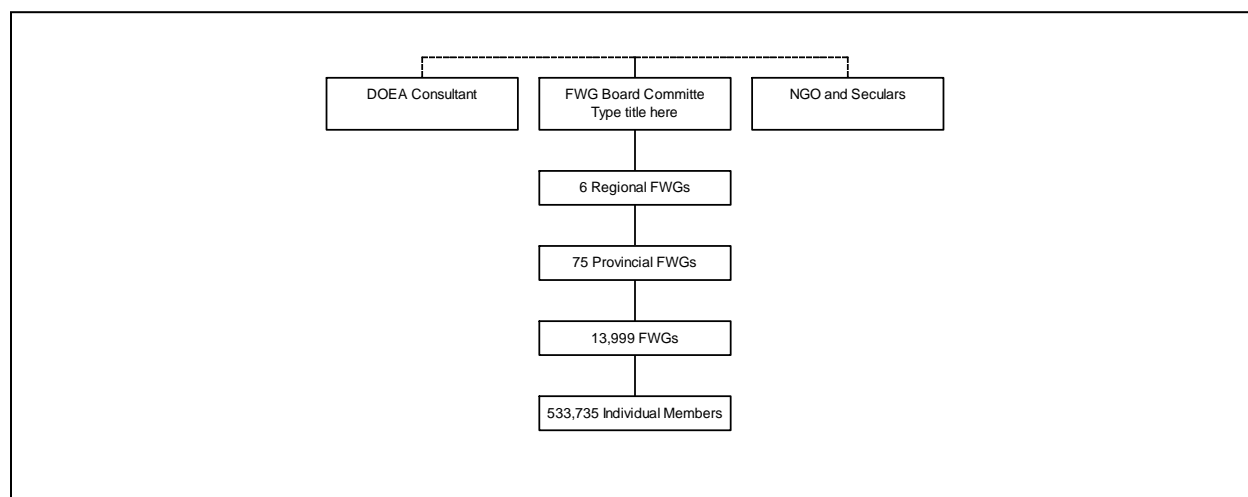 DOEA Consultant
FWG Board Committe
Type title here
NGO and Seculars
6 Regional FWGs
75 Provincial FWGs
13,999 FWGs
533,735 Individual Members